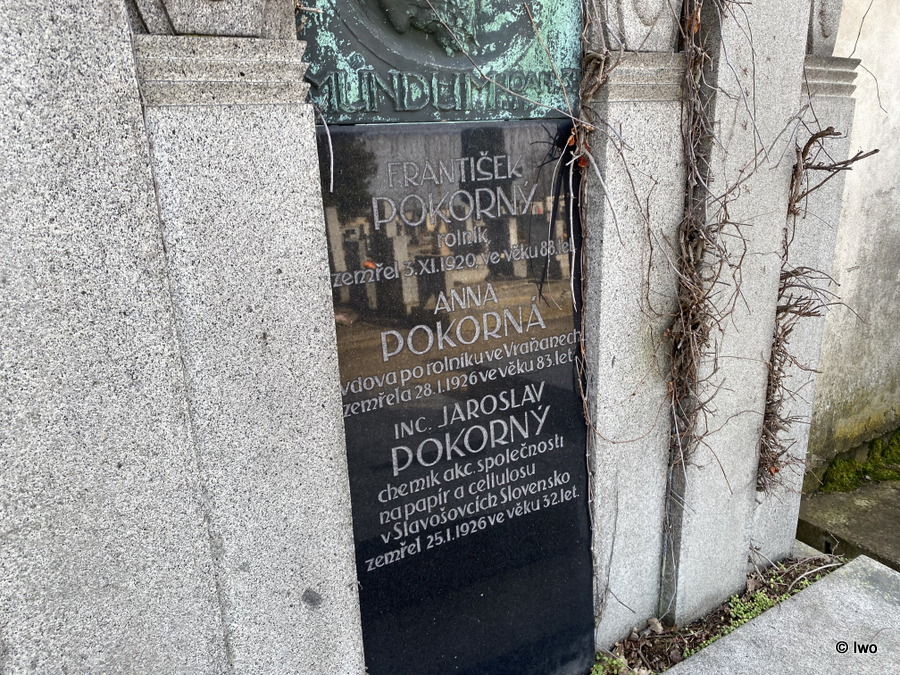 MUNDUM
FRANTIŠEK
POKORNÝ
rolník,
zemřel 3.XI.1920 ve věku 88.let.
ANNA
POKORNÁ
vdova po rolníku ve Vraňanech
zemřela 28.I.1926 ve věku 83.let.
ING. JAROSLAV
POKORNÝ
chemik akc. společnosti
na papír a cellulosu
v Slavošovcích Slovensko
zemřel 25.I.1926 ve věku 32.let.
© Iwo